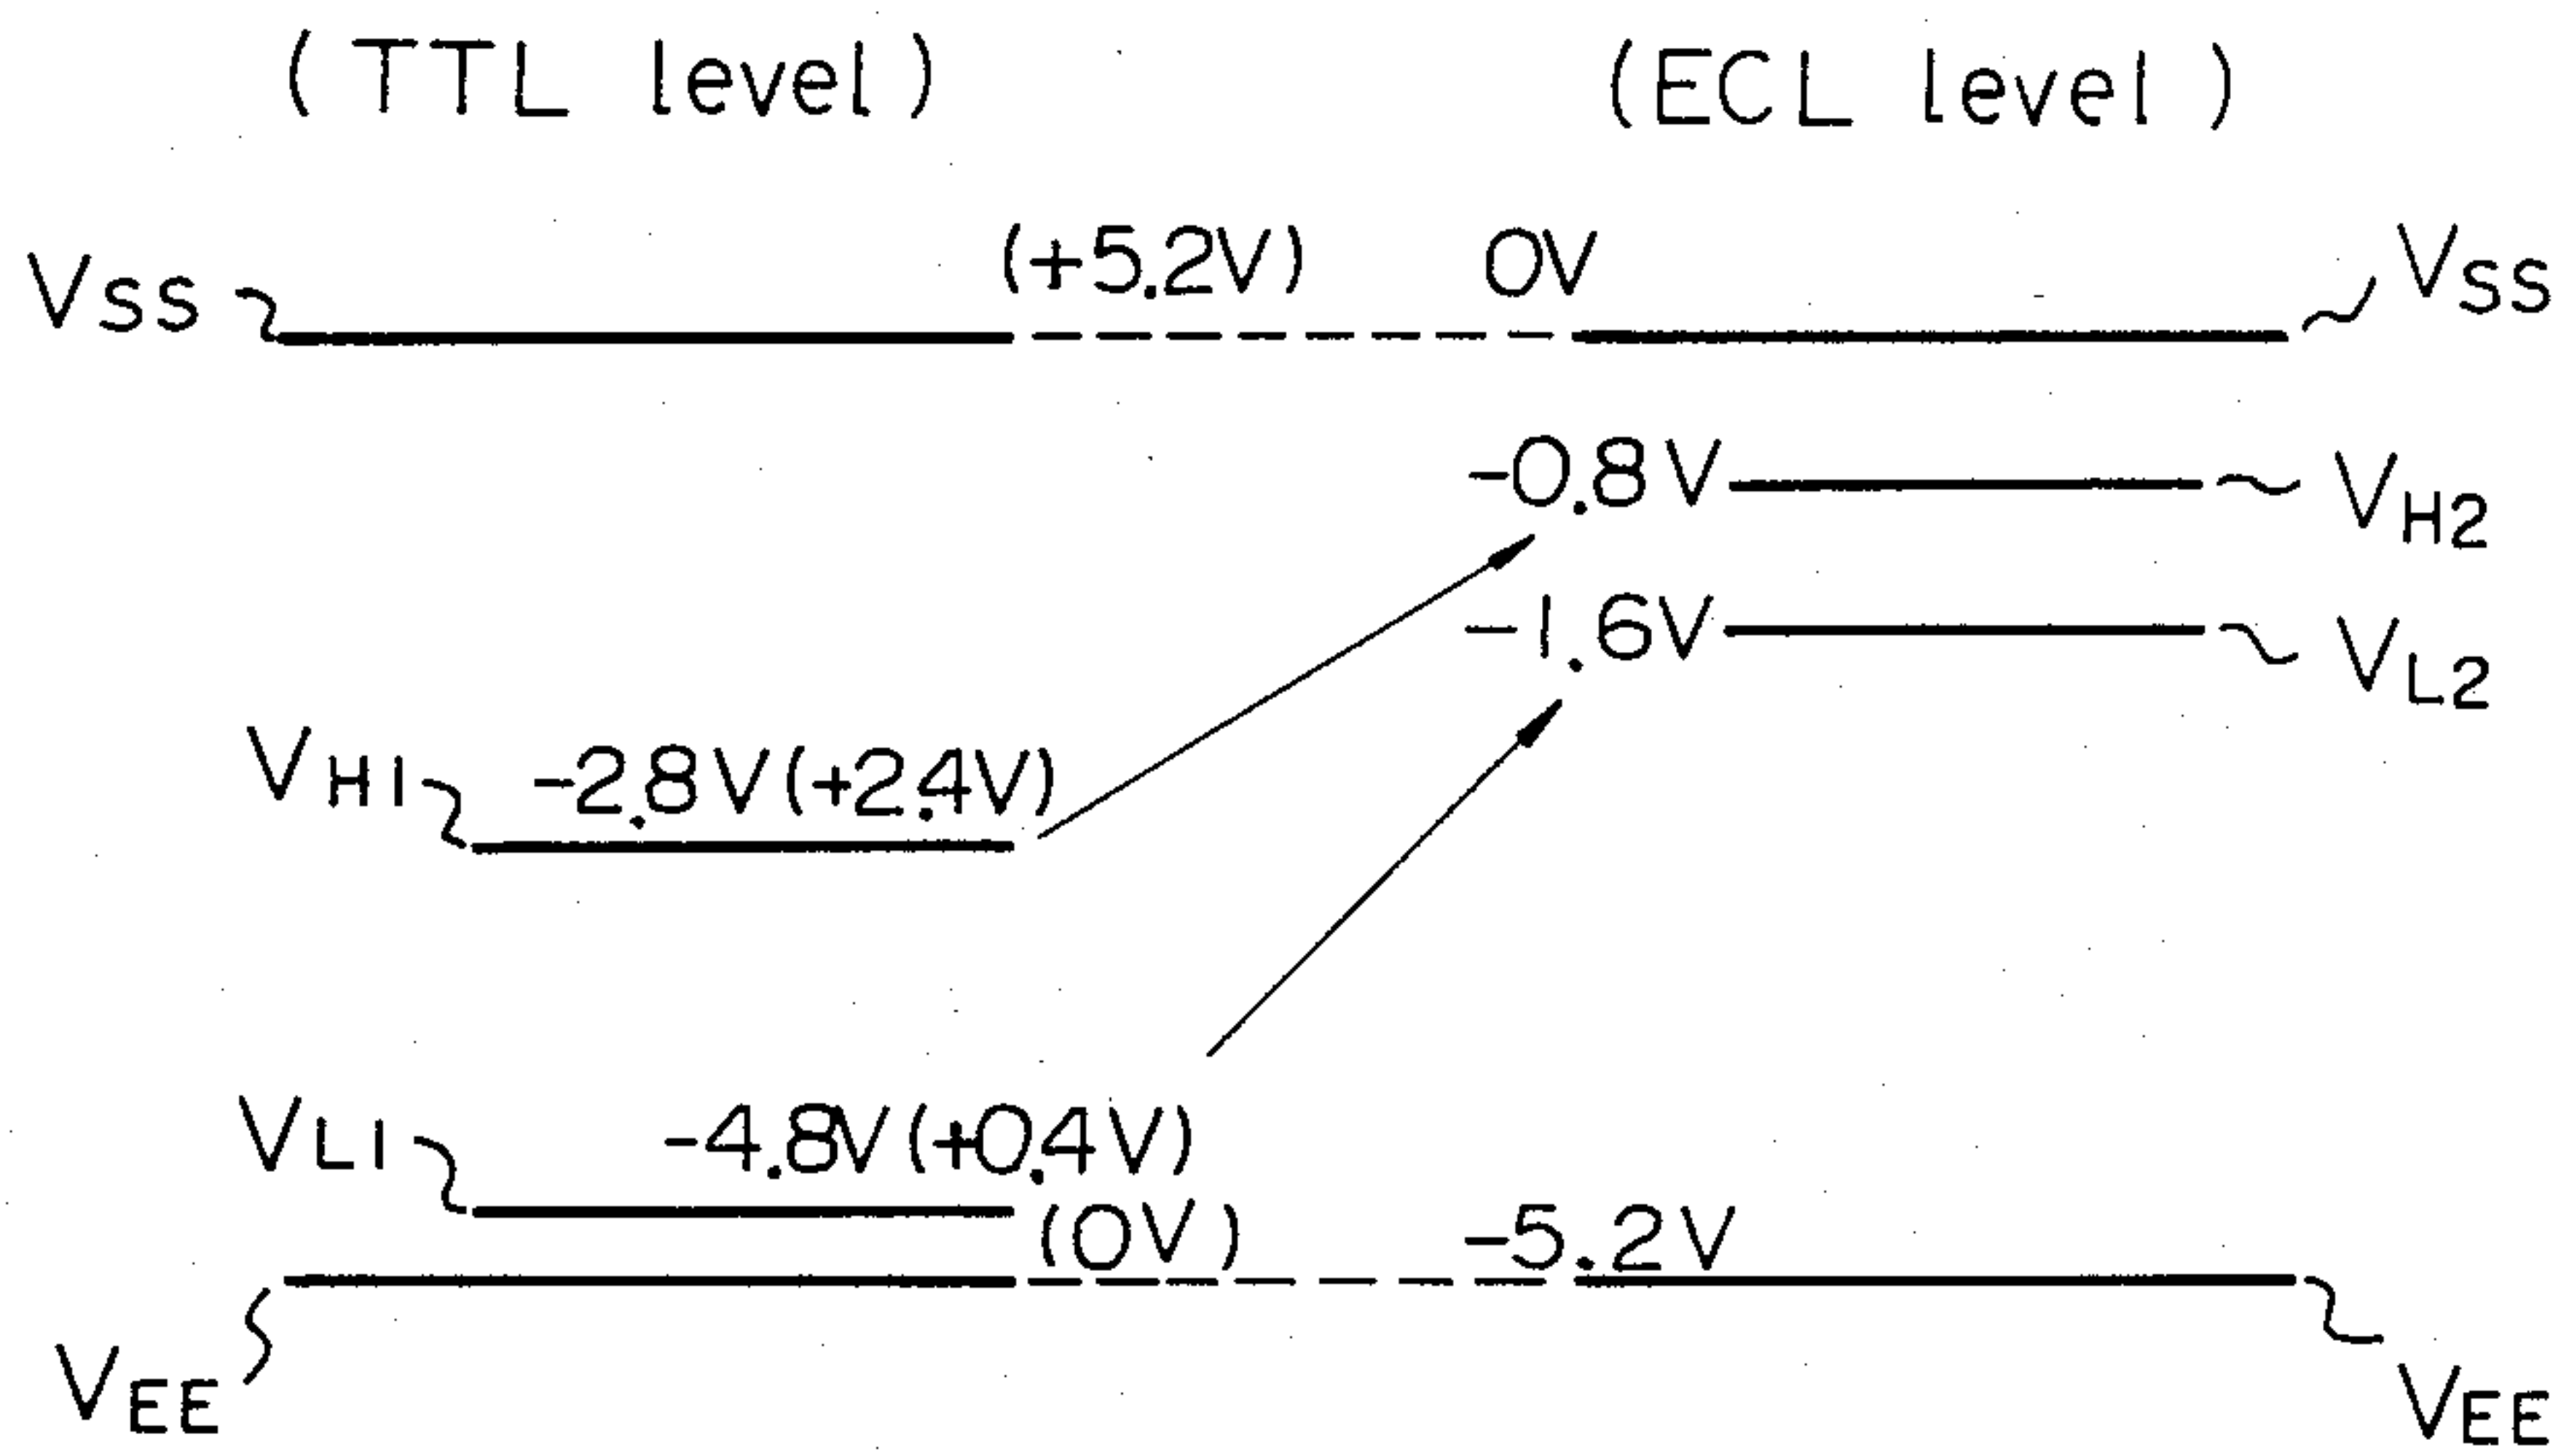 (TTL level) (ECL level)
VSS (+5.2V) 0V VSS
-0.8V VH2
-1.6V VL2
VH1 -2.8V(+2.4V)
VL1 -4.8V(+0.4V)
(0V) -5.2V
VEE VEE